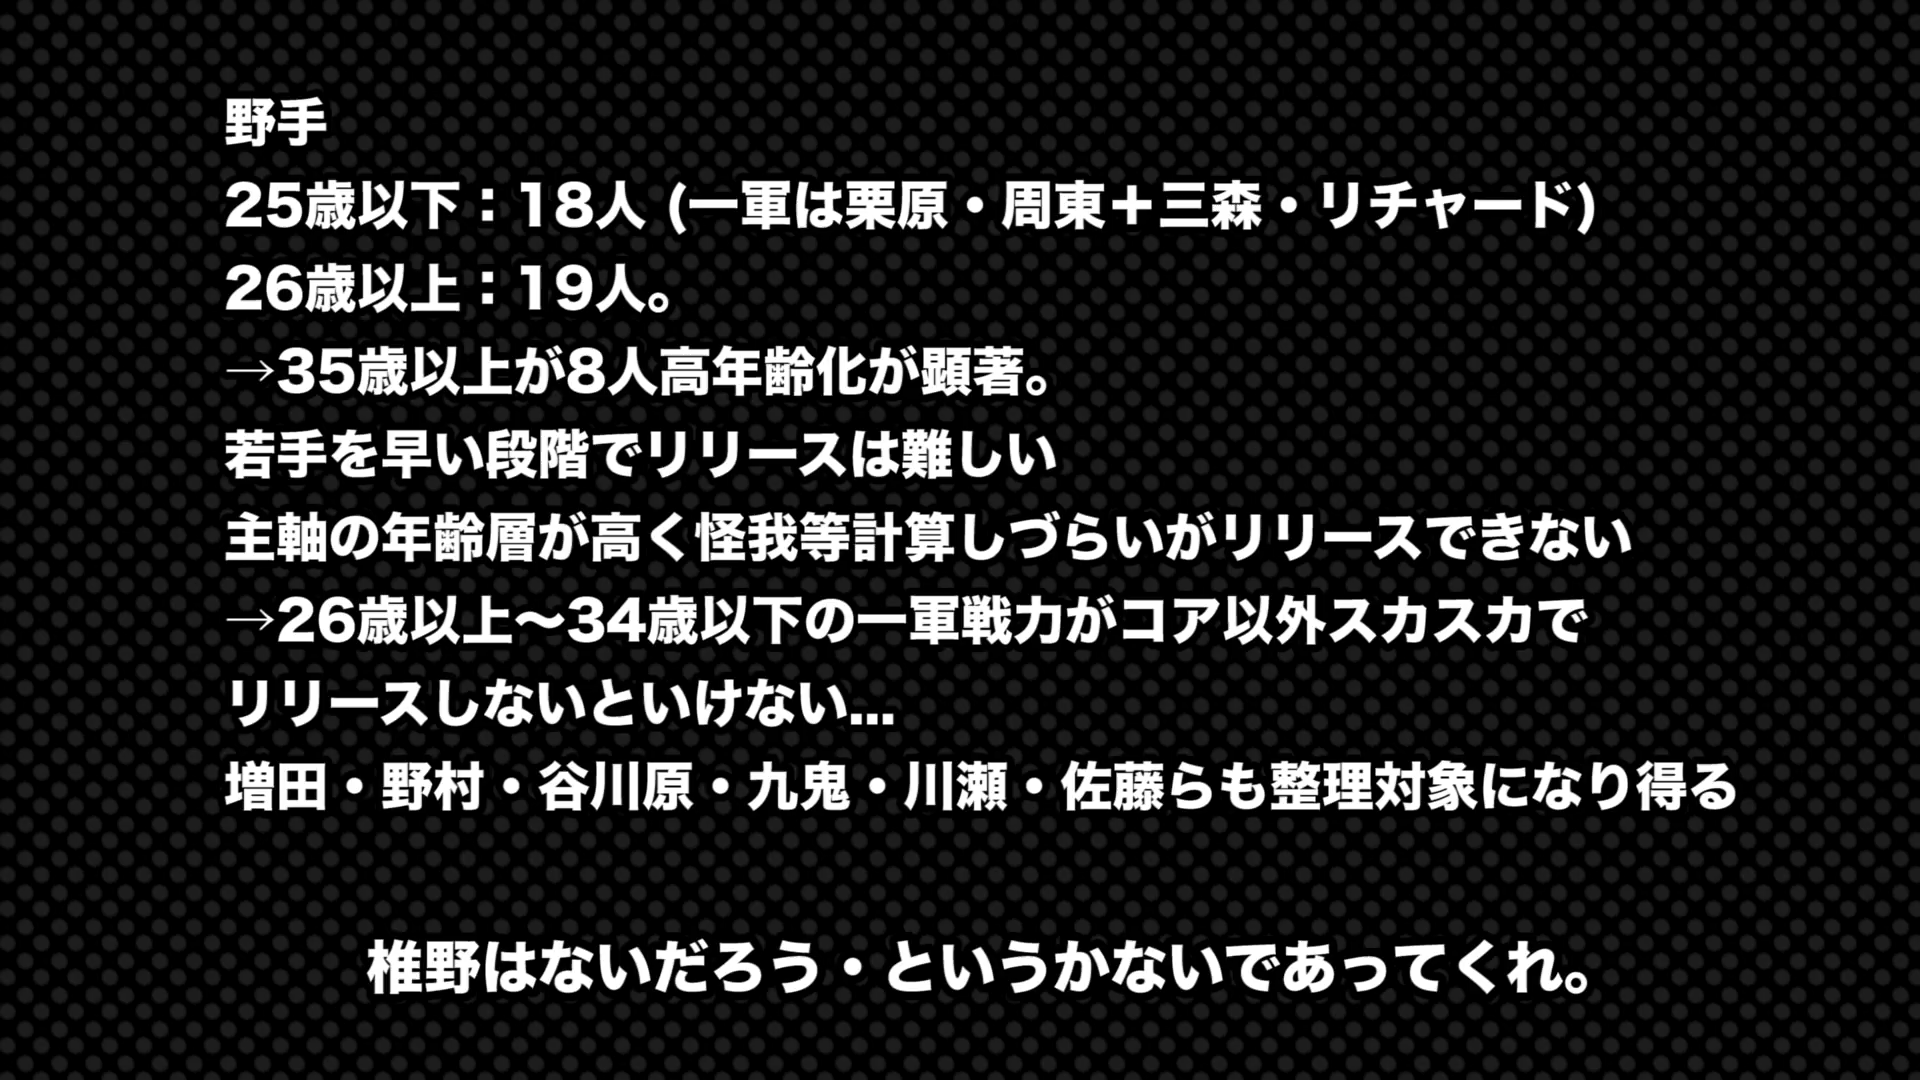 野手
25歳以下：18人 (一軍は栗原・周東＋三森・リチャード)
26歳以上：19人。
→35歳以上が8人高年齢化が顕著。
若手を早い段階でリリースは難しい
主軸の年齢層が高く怪我等計算しづらいがリリースできない
→26歳以上〜34歳以下の一軍戦力がコア以外スカスカで
リリースしないといけない...
増田・野村・谷川原・九鬼・川瀬・佐藤らも整理対象になり得る
椎野はないだろう・というかないであってくれ。